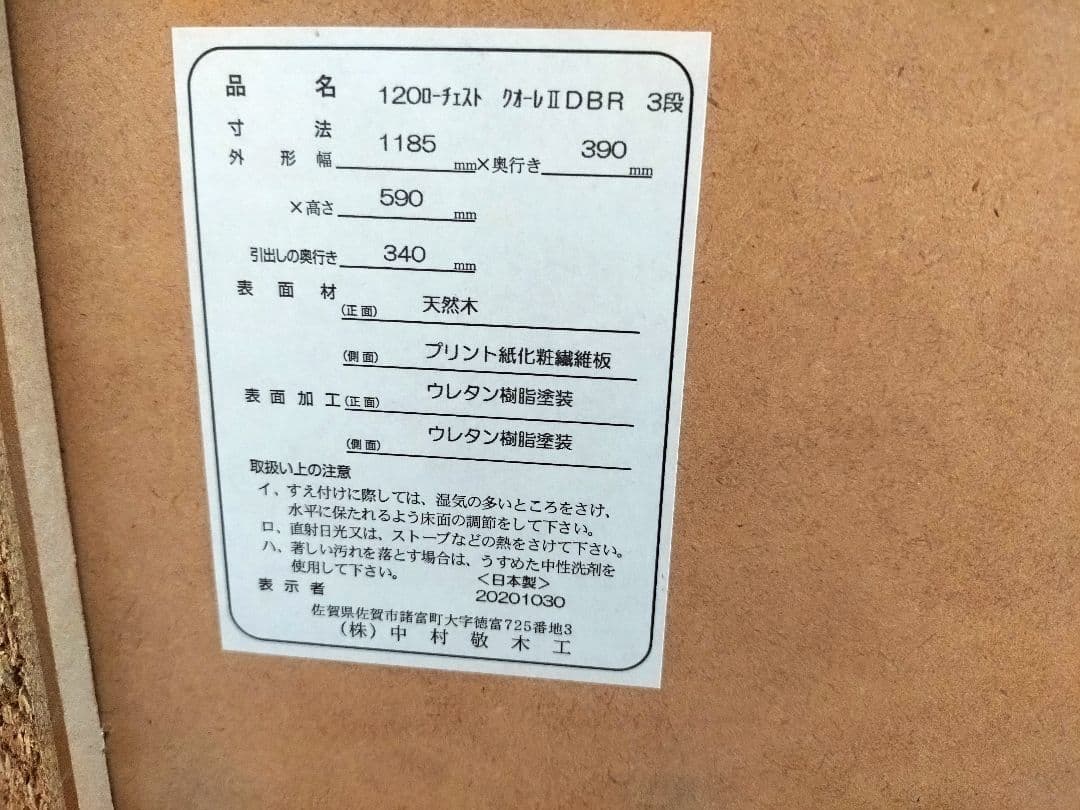 品 名 120ﾛｰﾁｪｽﾄ ｸｵｰﾚⅡDBR 3段
寸 法
外 形 幅 1185 mm×奥行き 390 mm
×高さ 590 mm
引出しの奥行き 340 mm
表 面 材 (正 面) 天然木
(側 面) プリント紙化粧繊維板
表 面 加 工 (正 面) ウレタン樹脂塗装
(側 面) ウレタン樹脂塗装
取扱い上の注意
イ、すえ付けに際しては、湿気の多いところをさけ、
水平に保たれるよう床面の調節をして下さい。
ロ、直射日光又は、ストーブなどの熱をさけて下さい。
ハ、著しい汚れを落とす場合は、うすめた中性洗剤を
使用して下さい。
<日本製>
表 示 者 20201030
佐賀県佐賀市諸富町大字徳富725番地3
(株) 中 村 敬 木 工